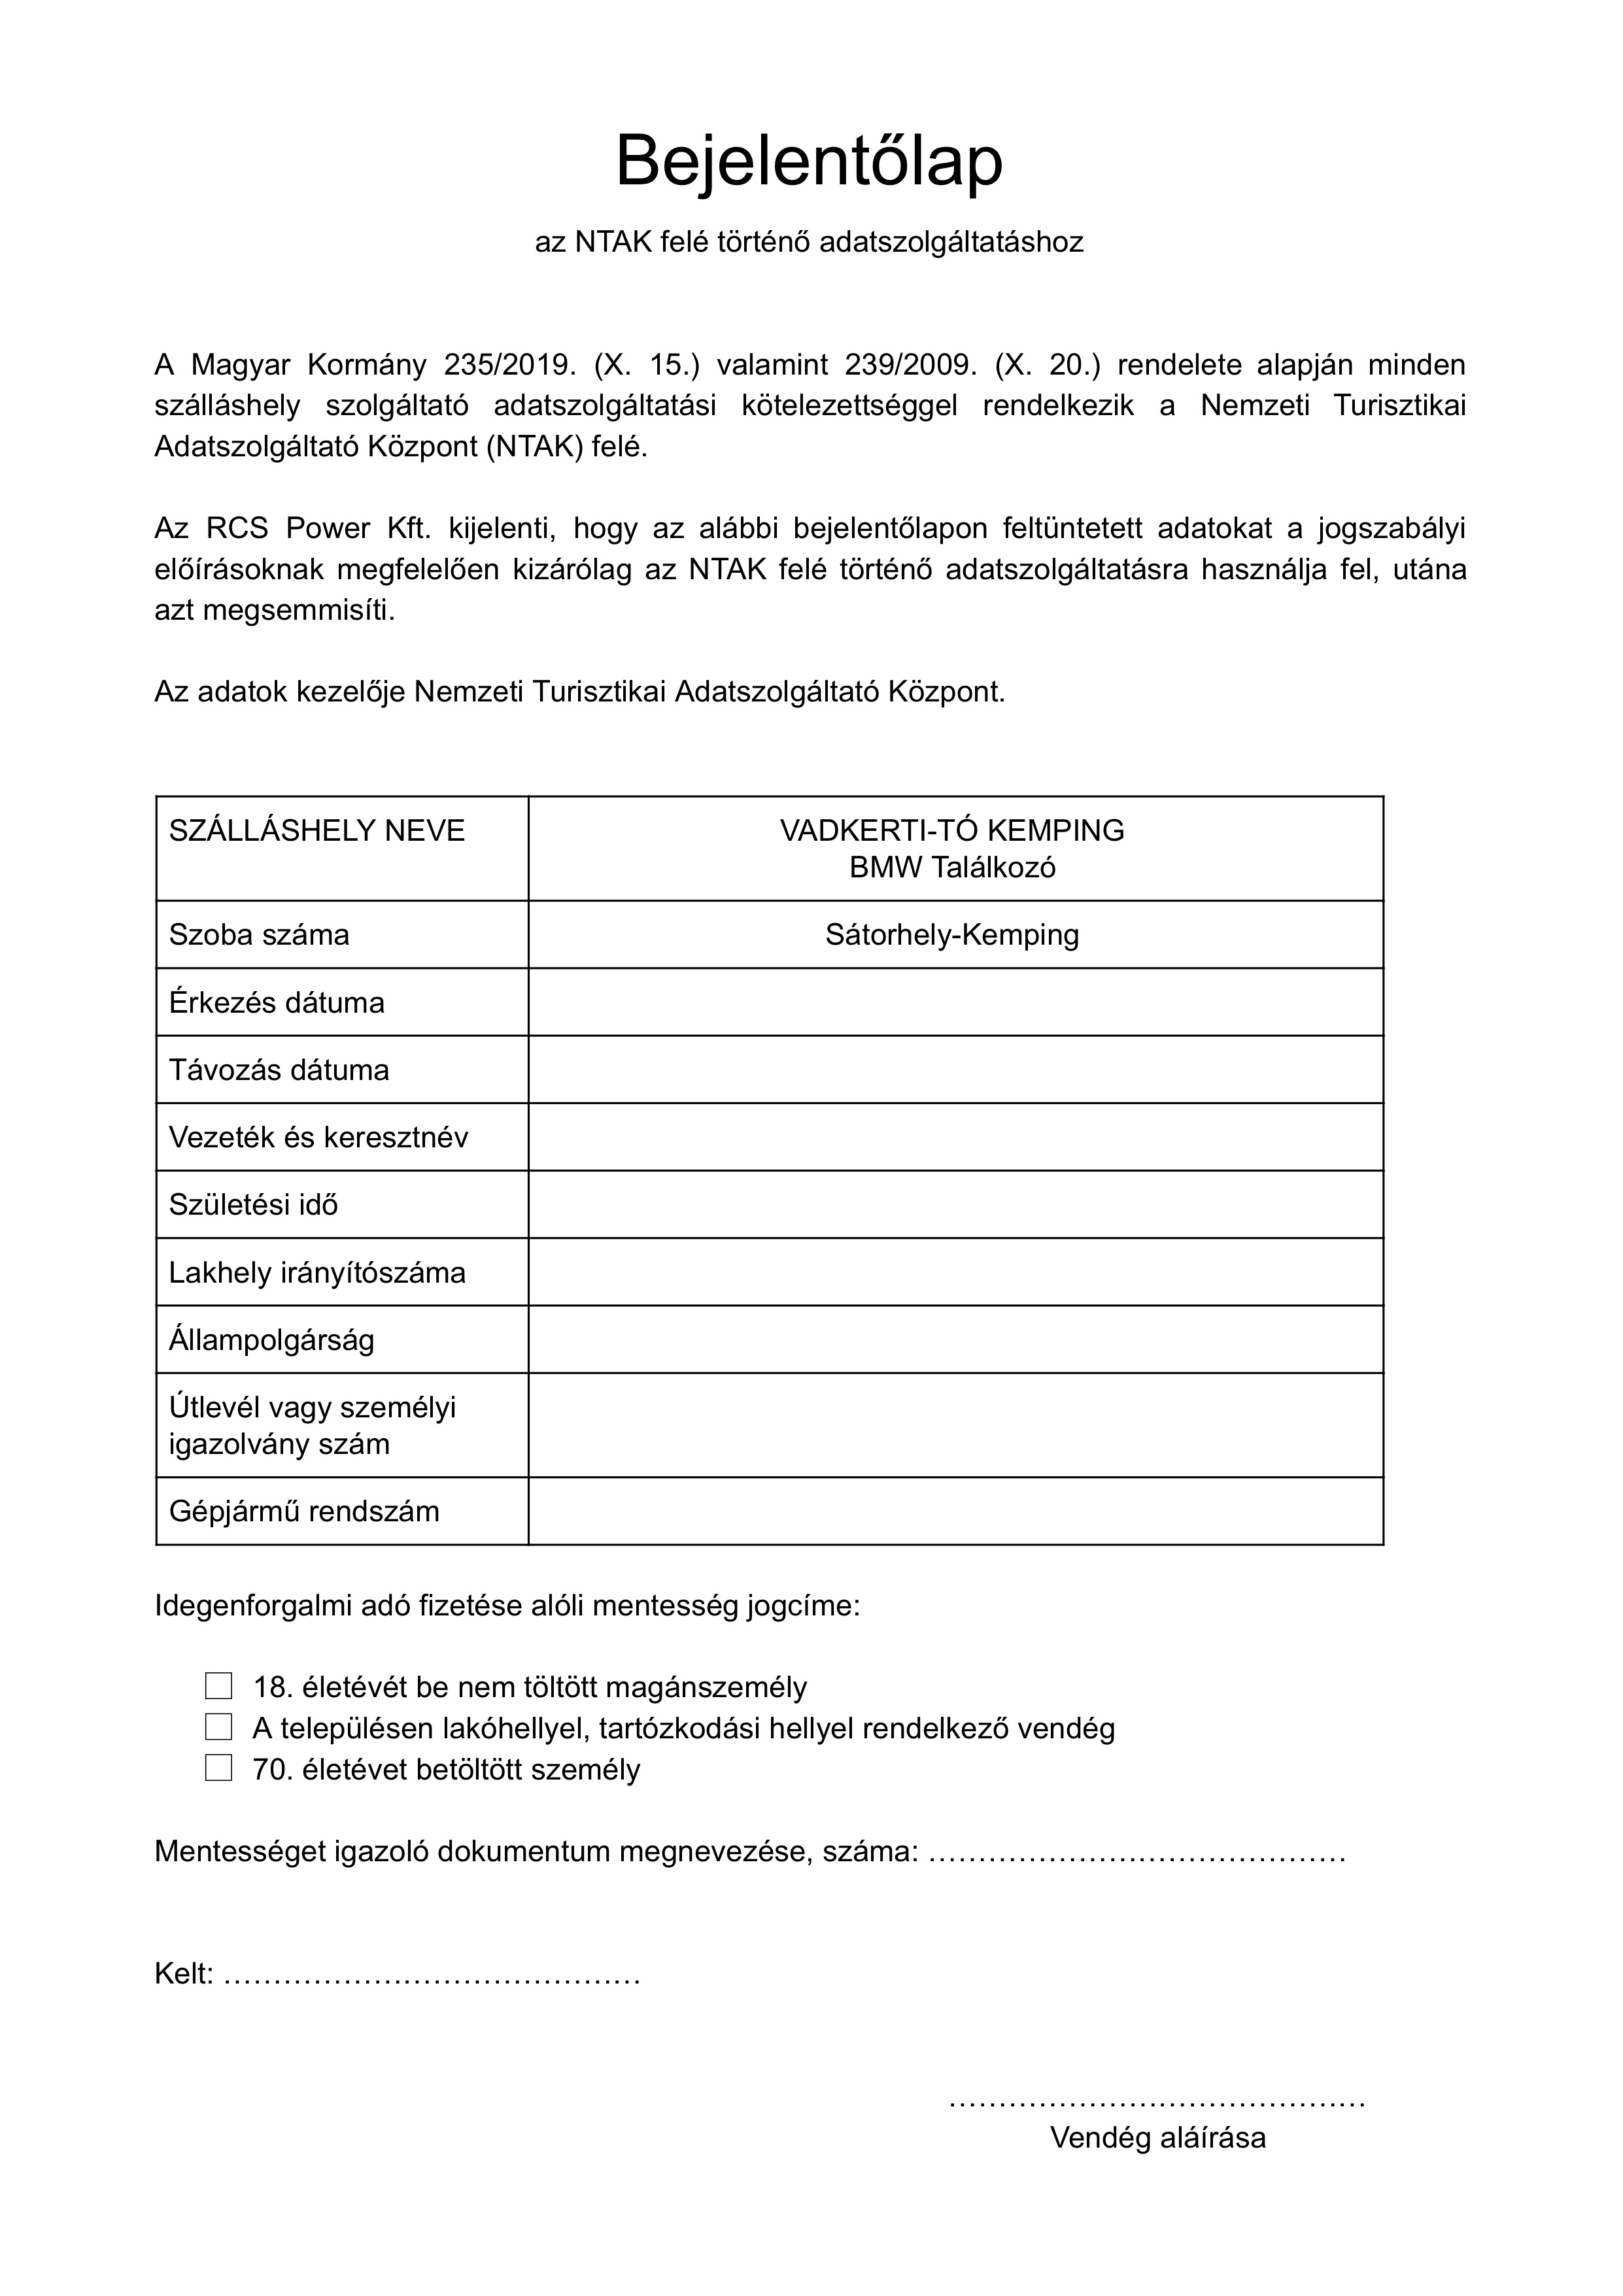 Bejelentőlap
az NTAK felé történő adatszolgáltatáshoz
A Magyar Kormány 235/2019. (X. 15.) valamint 239/2009. (X. 20.) rendelete alapján minden
szálláshely szolgáltató adatszolgáltatási kötelezettséggel rendelkezik a Nemzeti Turisztikai
Adatszolgáltató Központ (NTAK) felé.
Az RCS Power Kft. kijelenti, hogy az alábbi bejelentőlapon feltüntetett adatokat a jogszabályi
előírásoknak megfelelően kizárólag az NTAK felé történő adatszolgáltatásra használja fel, utána
azt megsemmisíti.
Az adatok kezelője Nemzeti Turisztikai Adatszolgáltató Központ.
SZÁLLÁSHELY NEVE VADKERTI-TÓ KEMPING
BMW Találkozó
Szoba száma Sátorhely-Kemping
Érkezés dátuma
Távozás dátuma
Vezeték és keresztnév
Születési idő
Lakhely irányítószáma
Állampolgárság
Útlevél vagy személyi
igazolvány szám
Gépjármű rendszám
Idegenforgalmi adó fizetése alóli mentesség jogcíme:
☐ 18. életévét be nem töltött magánszemély
☐ A településen lakóhellyel, tartózkodási hellyel rendelkező vendég
☐ 70. életévet betöltött személy
Mentességet igazoló dokumentum megnevezése, száma: ……………………………………
Kelt: ……………………………………
……………………………………
Vendég aláírása